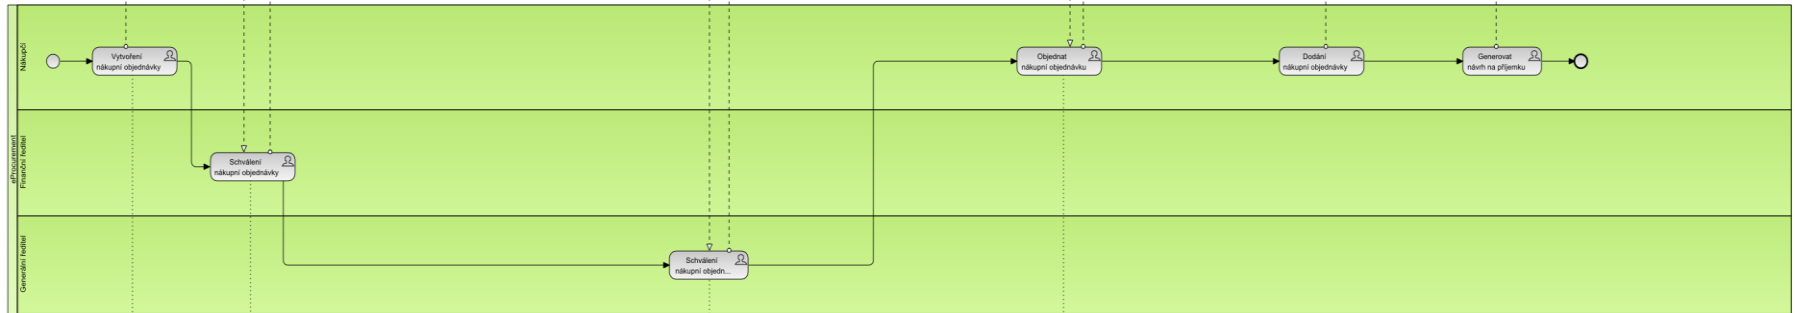 eProcurement
Nákupčí
Vytvoření
nákupní objednávky
Objednat
nákupní objednávku
Dodání
nákupní objednávky
Generovat
návrh na příjemku
Finanční ředitel
Schválení
nákupní objednávky
Generální ředitel
Schválení
nákupní objedn...